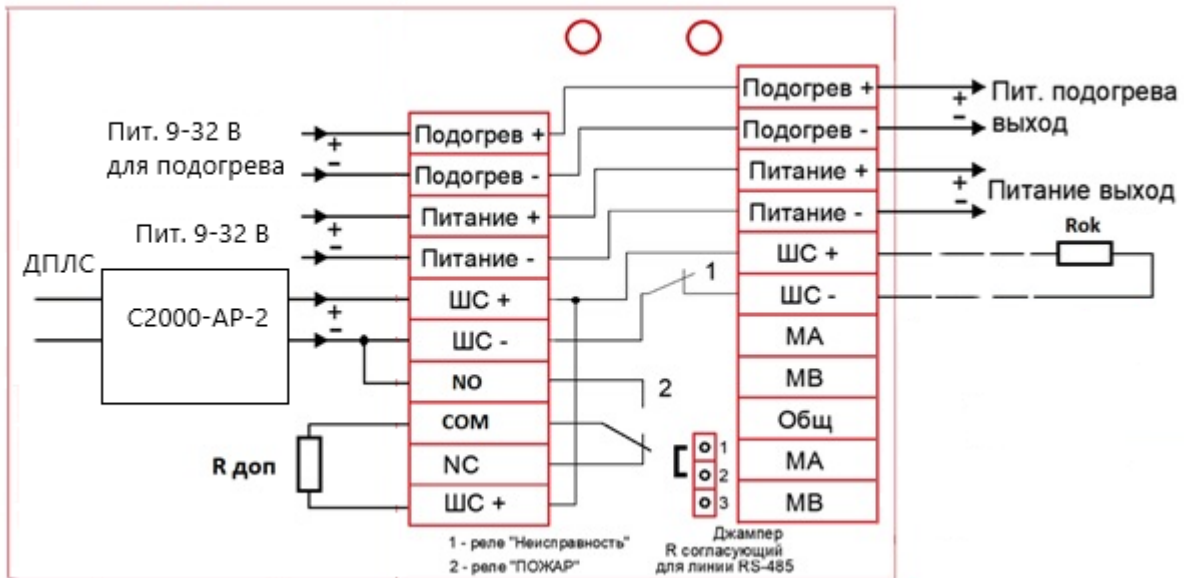 Пит. 9-32 В
для подогрева
Пит. 9-32 В
ДПЛС
С2000-АР-2
R доп
+
−
+
−
+
−
Подогрев +
Подогрев -
Питание +
Питание -
ШС +
ШС -
NO
COM
NC
ШС +
1
2
1
2
3
1 - реле "Неисправность"
2 - реле "ПОЖАР"
Джампер
R согласующий
для линии RS-485
Подогрев +
Подогрев -
Питание +
Питание -
ШС +
ШС -
МА
МВ
Общ
МА
МВ
+
−
Пит. подогрева
выход
+
−
Питание выход
Rok